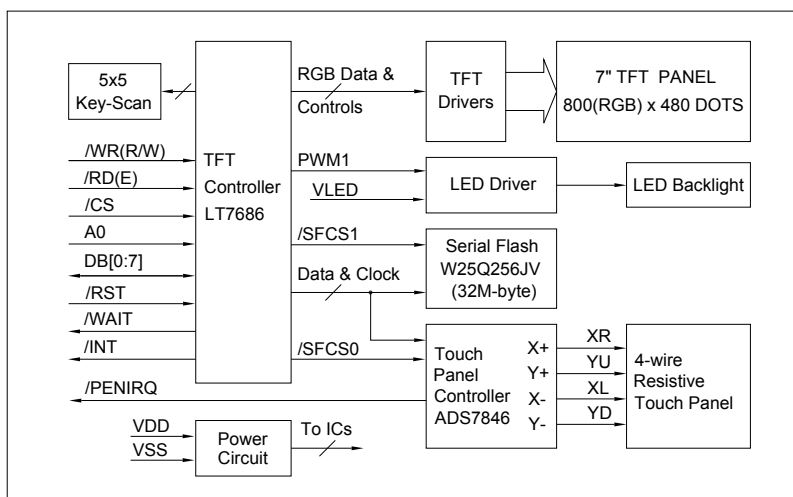 5x5
Key-Scan
/WR(R/W)
/RD(E)
/CS
A0
DB[0:7]
/RST
/WAIT
/INT
/PENIRQ
TFT
Controller
LT7686
RGB Data &
Controls
TFT
Drivers
7" TFT PANEL
800(RGB) x 480 DOTS
PWM1
VLED
LED Driver
LED Backlight
/SFCS1
Serial Flash
W25Q256JV
(32M-byte)
Data & Clock
/SFCS0
Touch
Panel
Controller
ADS7846
X+
Y+
X-
Y-
XR
YU
XL
YD
4-wire
Resistive
Touch Panel
VDD
VSS
Power
Circuit
To ICs